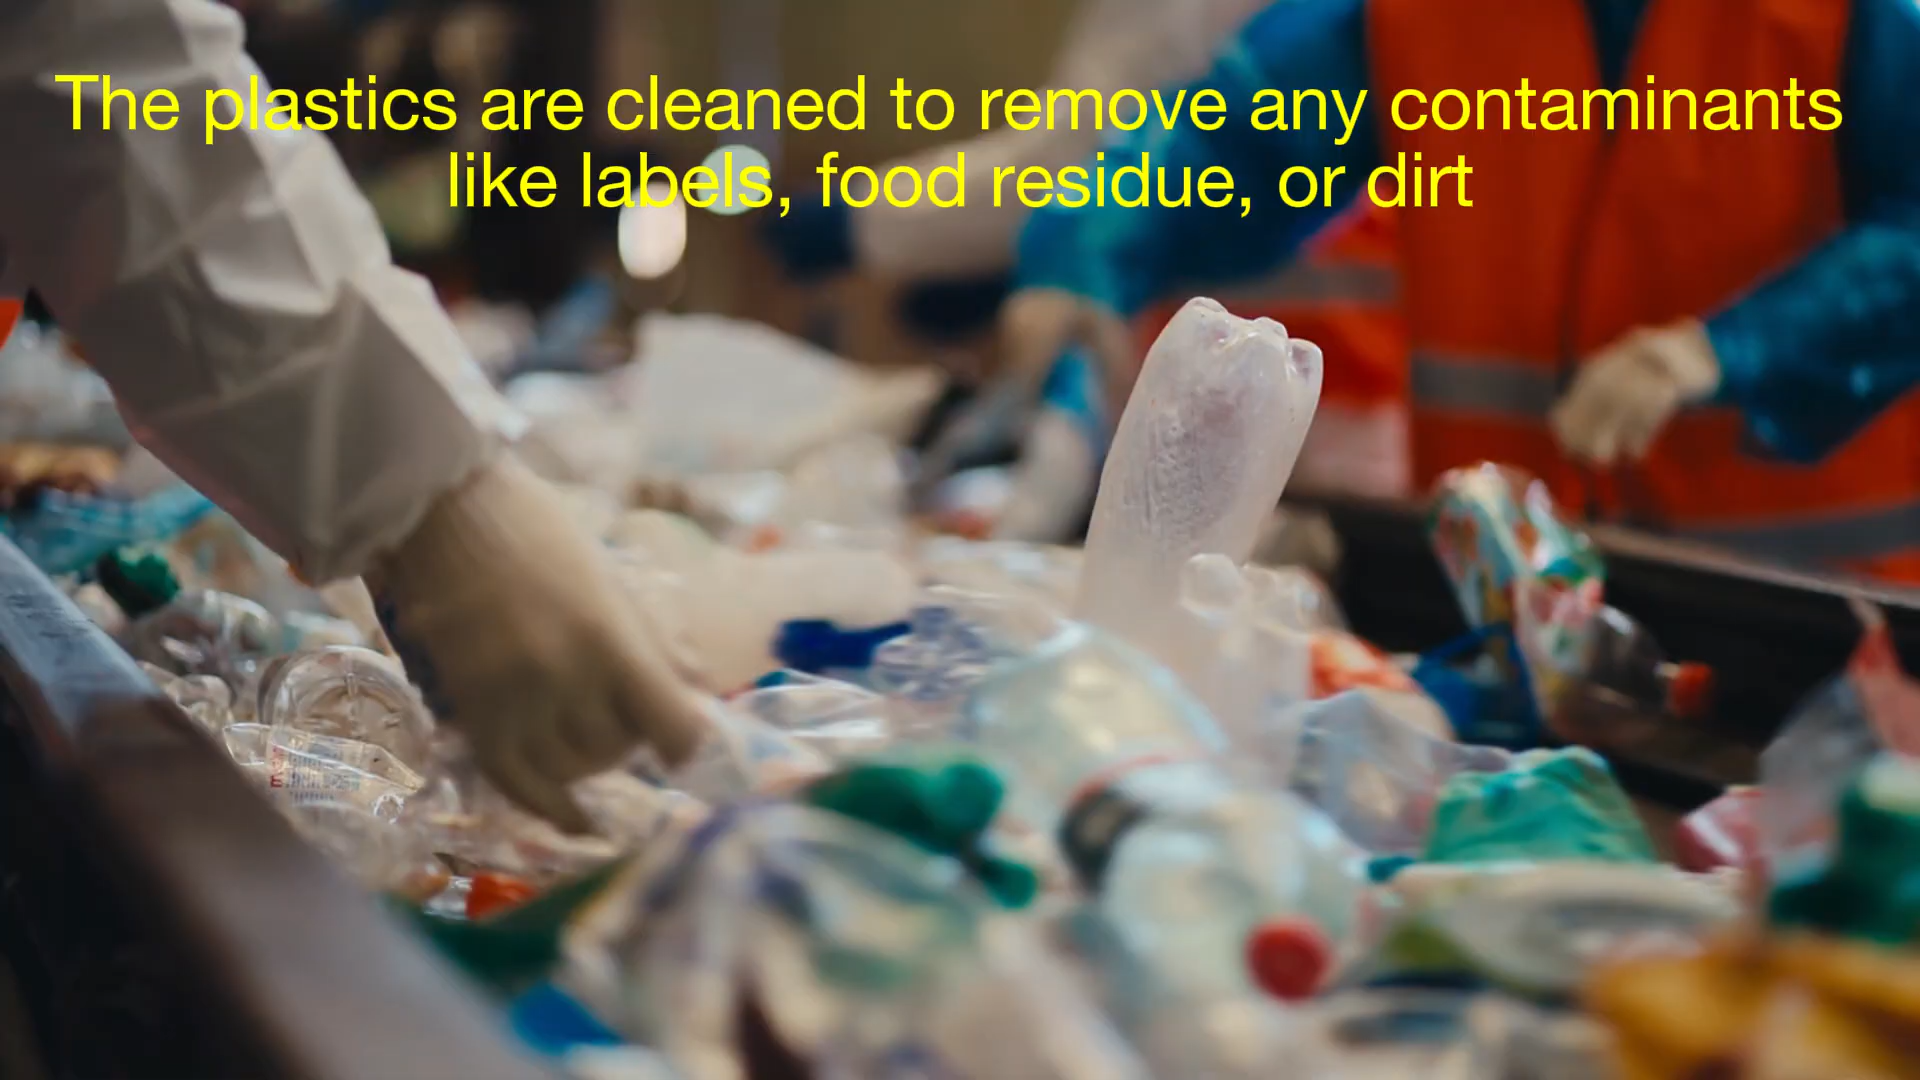 The plastics are cleaned to remove any contaminants
like labels, food residue, or dirt